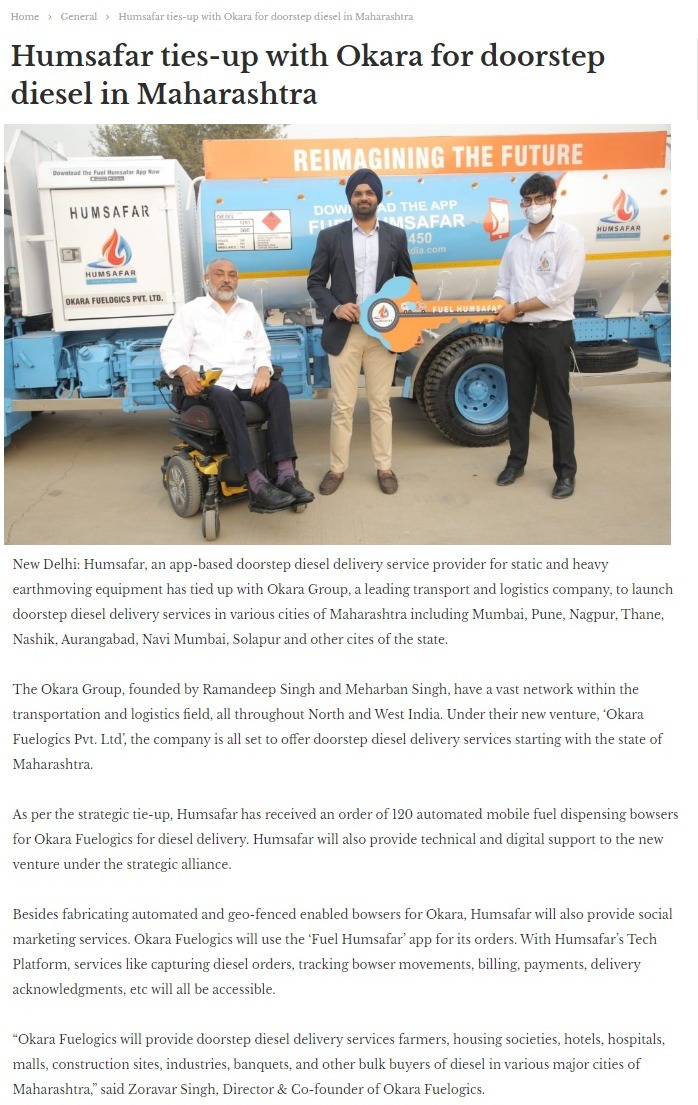 Home › General › Humsafar ties-up with Okara for doorstep diesel in Maharashtra
Humsafar ties-up with Okara for doorstep
diesel in Maharashtra
Download the Fuel Humsafar App Now
HUMSAFAR
HUMSAFAR
OKARA FUELOGICS PVT. LTD.
REIMAGINING THE FUTURE
DIESEL
1202
DOWNLOAD THE APP
FUEL HUMSAFAR
450
dia.com
HUMSAFAR
FUEL HUMSAFAR
New Delhi: Humsafar, an app-based doorstep diesel delivery service provider for static and heavy
earthmoving equipment has tied up with Okara Group, a leading transport and logistics company, to launch
doorstep diesel delivery services in various cities of Maharashtra including Mumbai, Pune, Nagpur, Thane,
Nashik, Aurangabad, Navi Mumbai, Solapur and other cites of the state.
The Okara Group, founded by Ramandeep Singh and Meharban Singh, have a vast network within the
transportation and logistics field, all throughout North and West India. Under their new venture, ‘Okara
Fuelogics Pvt. Ltd’, the company is all set to offer doorstep diesel delivery services starting with the state of
Maharashtra.
As per the strategic tie-up, Humsafar has received an order of 120 automated mobile fuel dispensing bowsers
for Okara Fuelogics for diesel delivery. Humsafar will also provide technical and digital support to the new
venture under the strategic alliance.
Besides fabricating automated and geo-fenced enabled bowsers for Okara, Humsafar will also provide social
marketing services. Okara Fuelogics will use the ‘Fuel Humsafar’ app for its orders. With Humsafar’s Tech
Platform, services like capturing diesel orders, tracking bowser movements, billing, payments, delivery
acknowledgments, etc will all be accessible.
“Okara Fuelogics will provide doorstep diesel delivery services farmers, housing societies, hotels, hospitals,
malls, construction sites, industries, banquets, and other bulk buyers of diesel in various major cities of
Maharashtra,” said Zoravar Singh, Director & Co-founder of Okara Fuelogics.